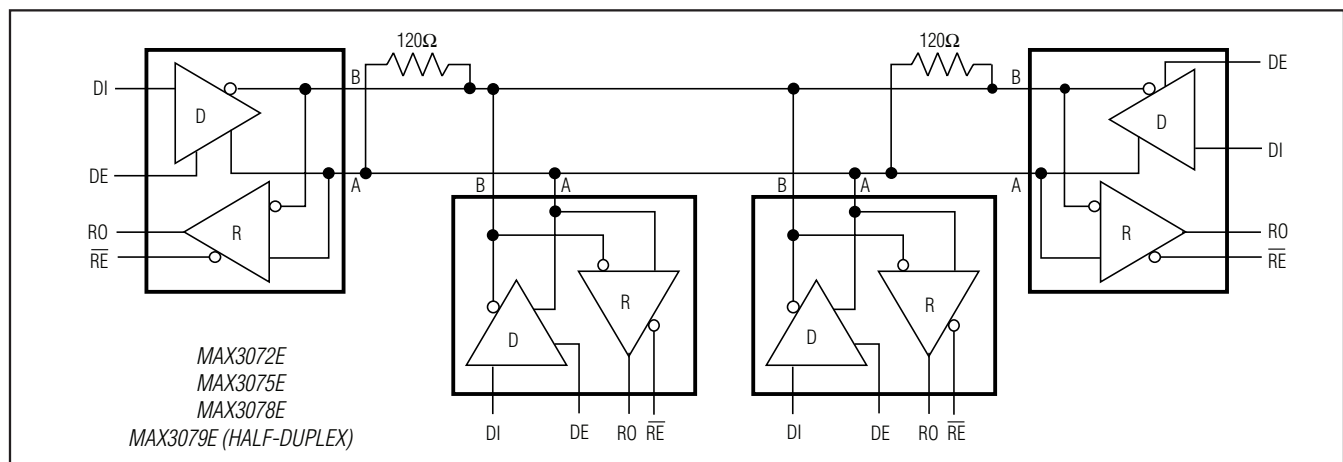 120Ω
120Ω
B
B
DE
DI
D
D
DI
DE
A
B
A
B
A
A
RO
R
R
RO
RE
RE
R
R
D
D
MAX3072E
MAX3075E
MAX3078E
MAX3079E (HALF-DUPLEX)
DI
DE
RO
RE
DI
DE
RO
RE